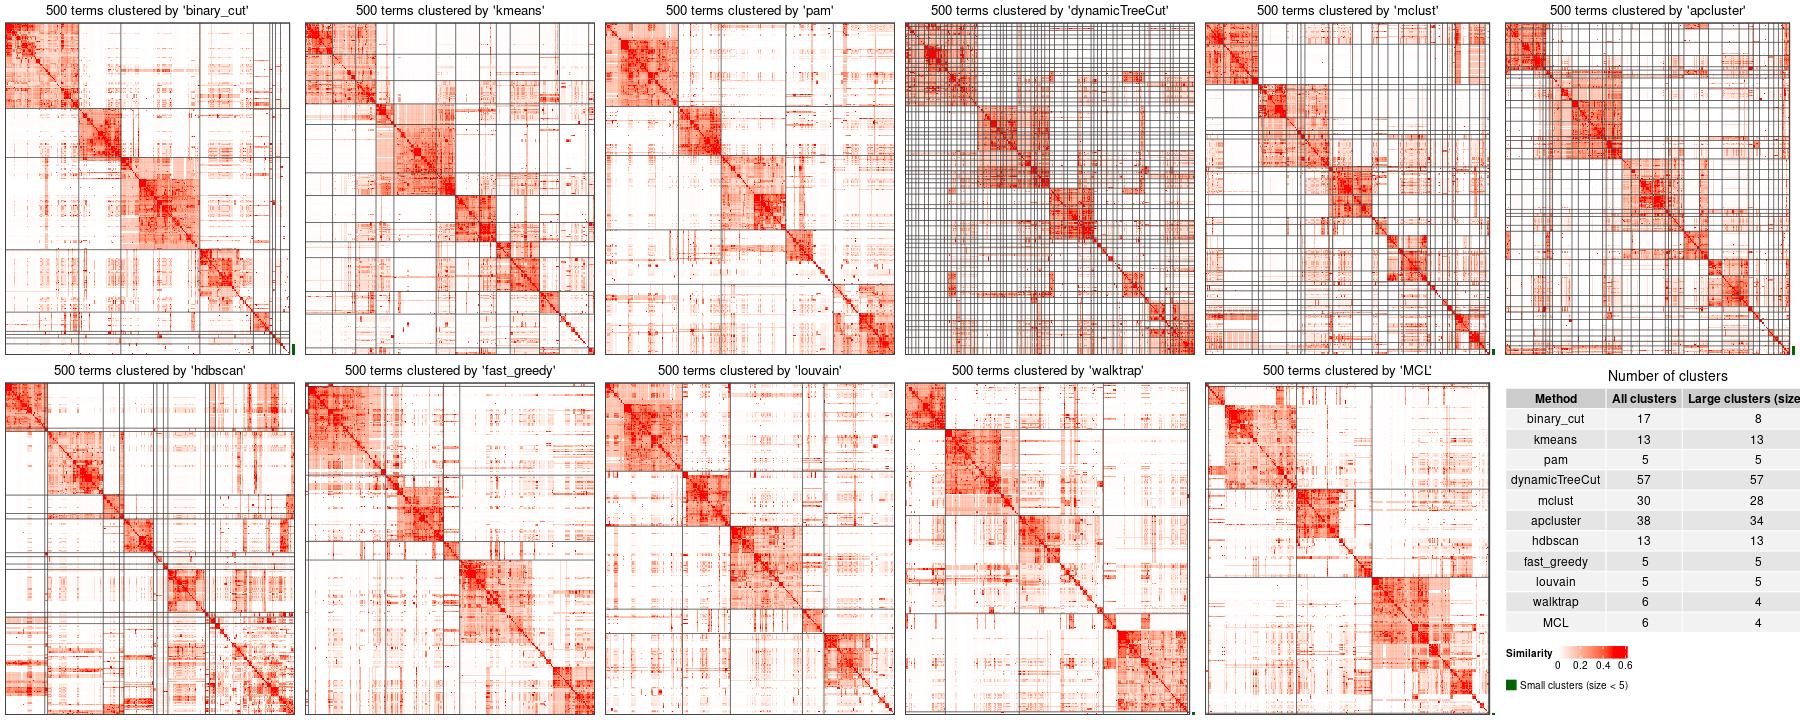 500 terms clustered by 'binary_cut'
500 terms clustered by 'kmeans'
500 terms clustered by 'pam'
500 terms clustered by 'dynamicTreeCut'
500 terms clustered by 'mclust'
500 terms clustered by 'apcluster'
500 terms clustered by 'hdbscan'
500 terms clustered by 'fast_greedy'
500 terms clustered by 'louvain'
500 terms clustered by 'walktrap'
500 terms clustered by 'MCL'
Number of clusters
Method All clusters Large clusters (size
binary_cut 17 8
kmeans 13 13
pam 5 5
dynamicTreeCut 57 57
mclust 30 28
apcluster 38 34
hdbscan 13 13
fast_greedy 5 5
louvain 5 5
walktrap 6 4
MCL 6 4
Similarity
0 0.2 0.4 0.6
Small clusters (size < 5)